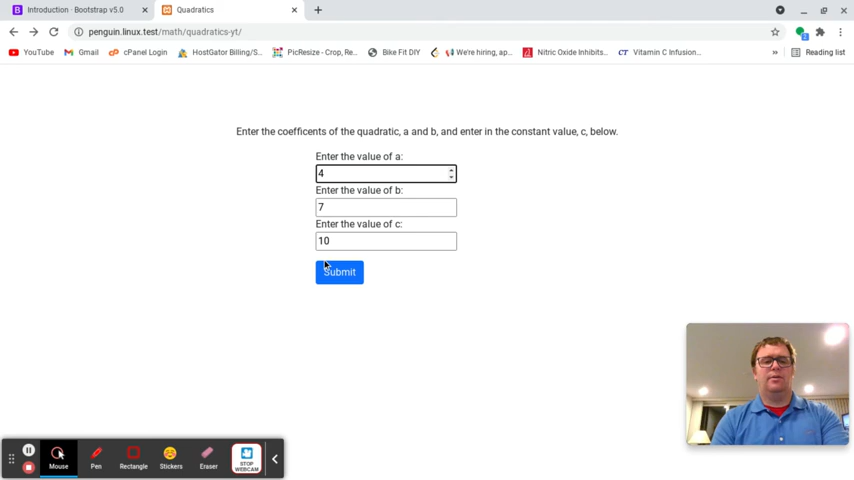 Introduction · Bootstrap v5.0
Quadratics
penguin.linux.test/math/quadratics-yt/
YouTube
Gmail
cPanel Login
HostGator Billing/S...
PicResize - Crop, Re...
Bike Fit DIY
We're hiring, ap...
Nitric Oxide Inhibits...
CT Vitamin C Infusion...
»
Reading list
Enter the coefficents of the quadratic, a and b, and enter in the constant value, c, below.
Enter the value of a:
4
Enter the value of b:
7
Enter the value of c:
10
Submit
Mouse
Pen
Rectangle
Stickers
Eraser
STOP
WEBCAM